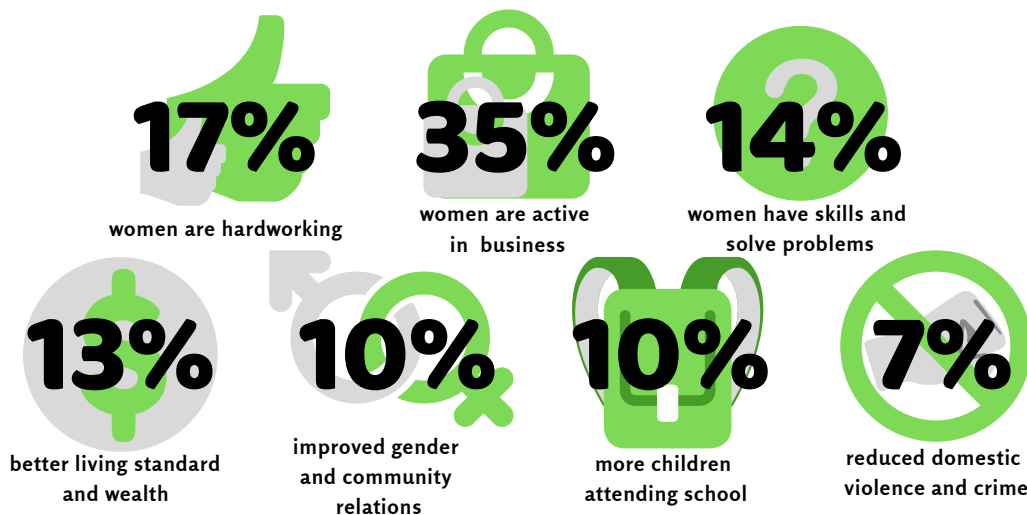 17%
women are hardworking
35%
women are active
in business
14%
women have skills and
solve problems
13%
better living standard
and wealth
10%
improved gender
and community
relations
10%
more children
attending school
7%
reduced domestic
violence and crime